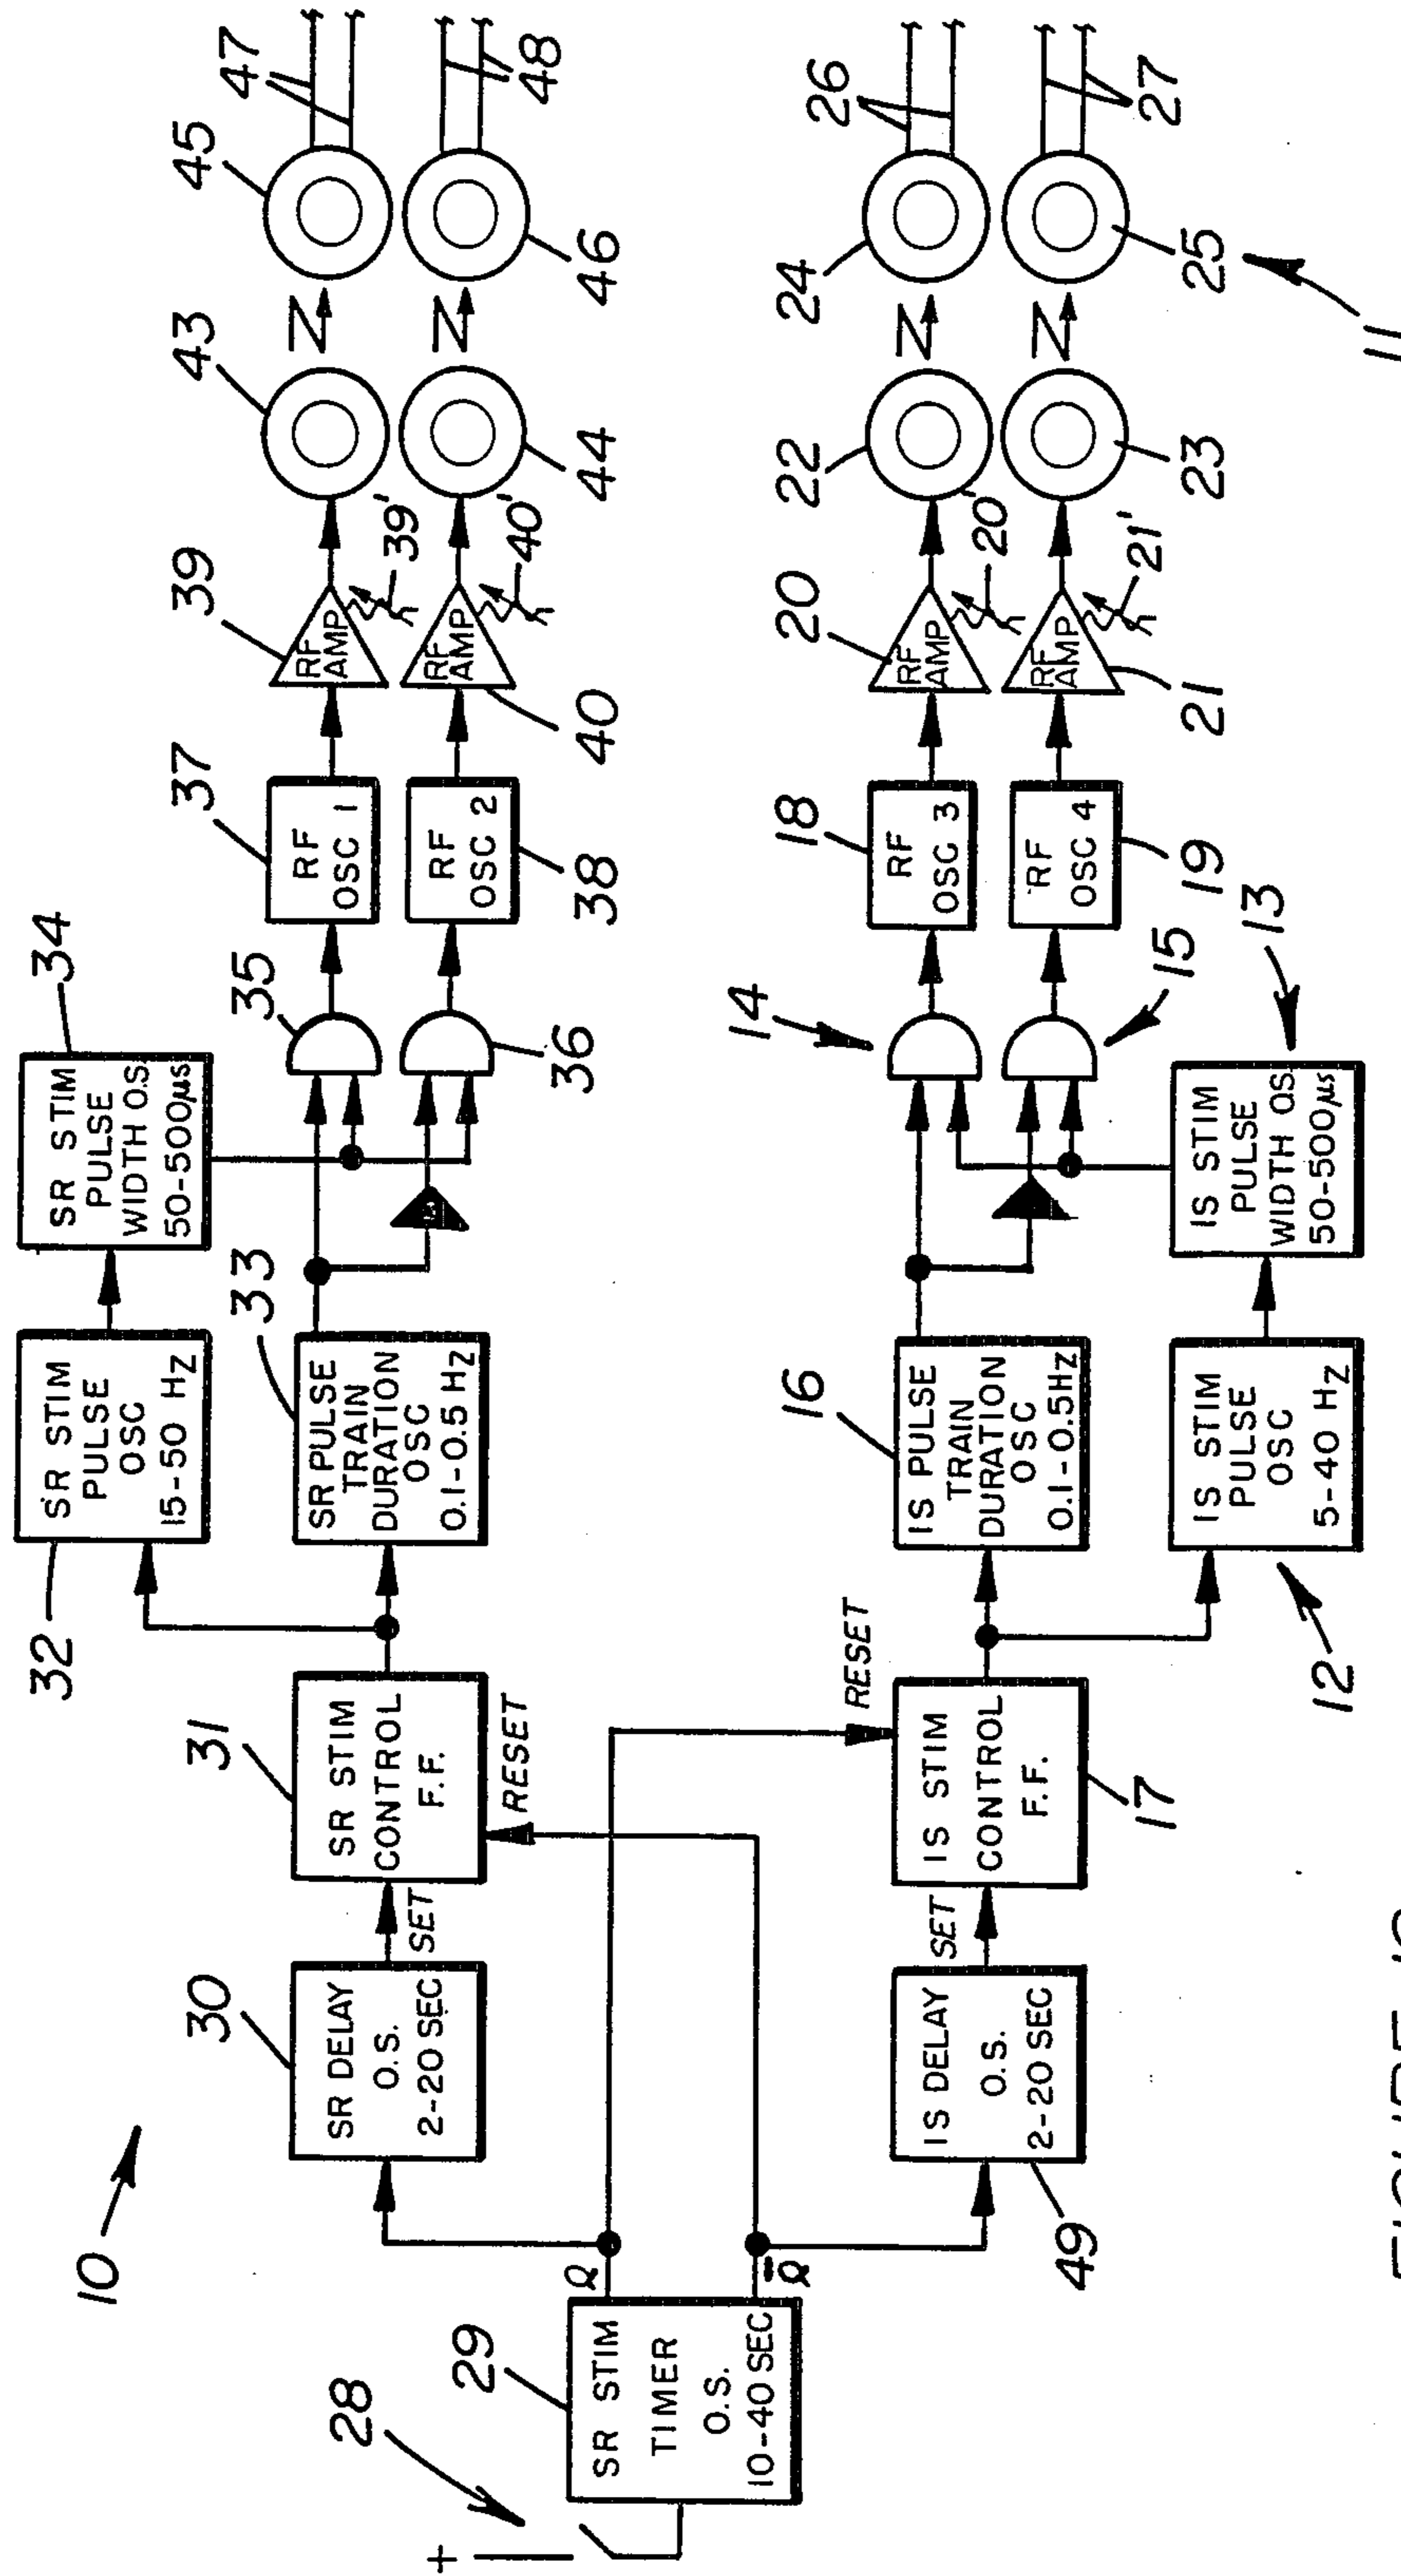 10
28
+
29
SR STIM
TIMER
O.S.
10-40 SEC
Q
Q̄
30
SR DELAY
O.S.
2-20 SEC
SET
31
SR STIM
CONTROL
F.F.
RESET
32
SR STIM
PULSE
OSC
15-50 HZ
34
SR STIM
PULSE
WIDTH O.S.
50-500µs
33
SR PULSE
TRAIN
DURATION
OSC
0.1-0.5 HZ
35
36
37
RF
OSC 1
RF
OSC 2
38
39
RF
AMP
39'
RF
AMP
40'
40
43
44
45
46
47
48
49
IS DELAY
O.S.
2-20 SEC
SET
RESET
IS STIM
CONTROL
F.F.
17
16
IS PULSE
TRAIN
DURATION
OSC
0.1-0.5HZ
IS STIM
PULSE
OSC
5-40 HZ
12
IS STIM
PULSE
WIDTH O.S.
50-500µs
13
14
15
18
RF
OSC 3
RF
OSC 4
19
20
RF
AMP
20'
RF
AMP
21'
21
22
23
24
25
26
27
11